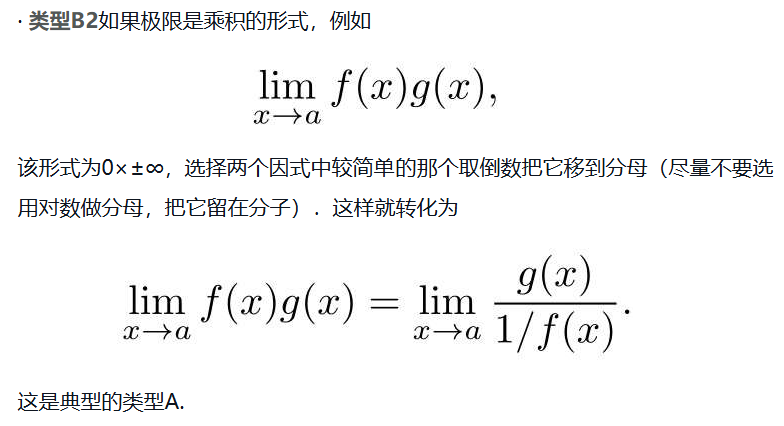 · 类型B2如果极限是乘积的形式，例如
lim x→a f(x)g(x),
该形式为0×±∞，选择两个因式中较简单的那个取倒数把它移到分母（尽量不要选
用对数做分母，把它留在分子）. 这样就转化为
lim x→a f(x)g(x) = lim x→a g(x) / 1/f(x).
这是典型的类型A.